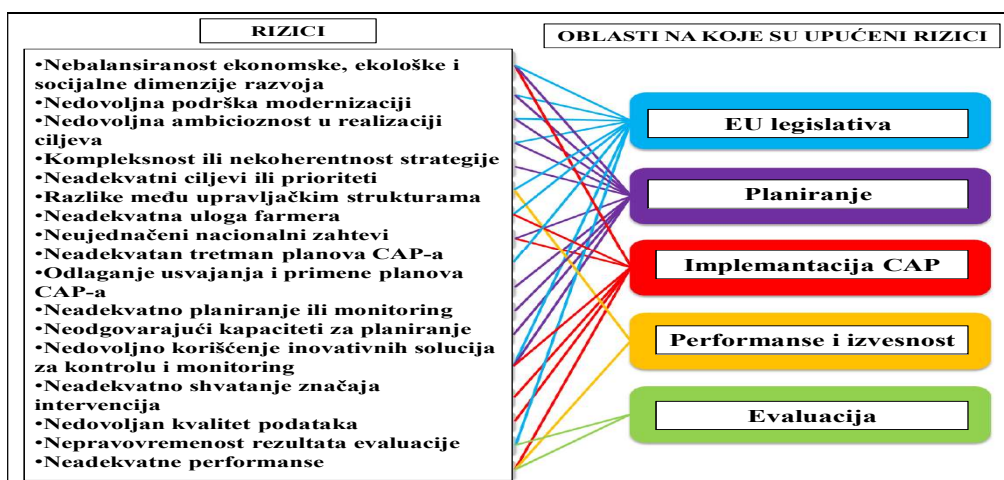 RIZICI
•Nebalansiranost ekonomske, ekološke i
socijalne dimenzije razvoja
•Nedovoljna podrška modernizaciji
•Nedovoljna ambicioznost u realizaciji
ciljeva
•Kompleksnost ili nekoherentnost strategije
•Neadekvatni ciljevi ili prioriteti
•Razlike među upravljačkim strukturama
•Neadekvatna uloga farmera
•Neujednačeni nacionalni zahtevi
•Neadekvatan tretman planova CAP-a
•Odlaganje usvajanja i primene planova
CAP-a
•Neadekvatno planiranje ili monitoring
•Neodgovarajući kapaciteti za planiranje
•Nedovoljno korišćenje inovativnih solucija
za kontrolu i monitoring
•Neadekvatno shvatanje značaja
intervencija
•Nedovoljan kvalitet podataka
•Nepravovremenost rezultata evaluacije
•Neadekvatne performanse
OBLASTI NA KOJE SU UPUĆENI RIZICI
EU legislativa
Planiranje
Implemantacija CAP
Performanse i izvesnost
Evaluacija